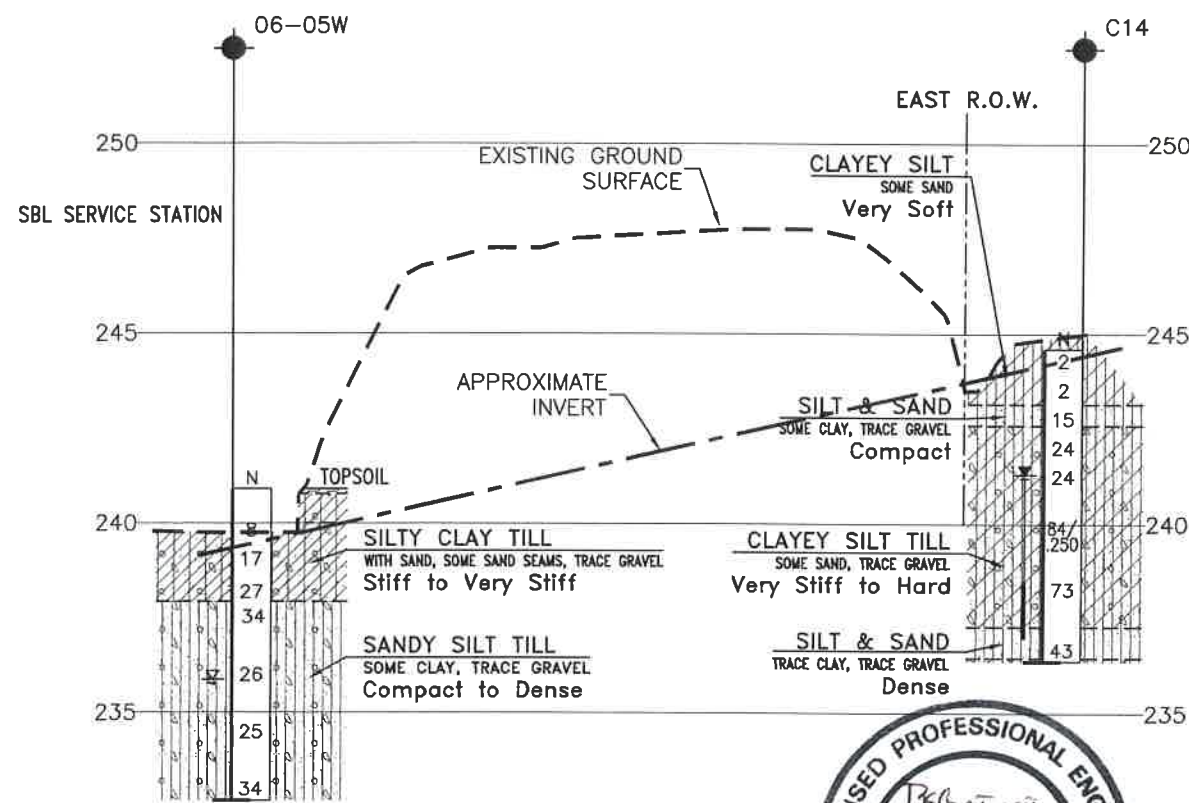 06-05W
C14
EAST R.O.W.
250
250
EXISTING GROUND
SURFACE
CLAYEY SILT
SOME SAND
Very Soft
SBL SERVICE STATION
245
245
N
2
2
15
24
24
84/
.250
73
43
APPROXIMATE
INVERT
SILT & SAND
SOME CLAY, TRACE GRAVEL
Compact
N
TOPSOIL
240
240
8
17
27
34
26
25
34
SILTY CLAY TILL
WITH SAND, SOME SAND SEAMS, TRACE GRAVEL
Stiff to Very Stiff
CLAYEY SILT TILL
SOME SAND, TRACE GRAVEL
Very Stiff to Hard
SANDY SILT TILL
SOME CLAY, TRACE GRAVEL
Compact to Dense
SILT & SAND
TRACE CLAY, TRACE GRAVEL
Dense
235
235
PROFESSIONAL